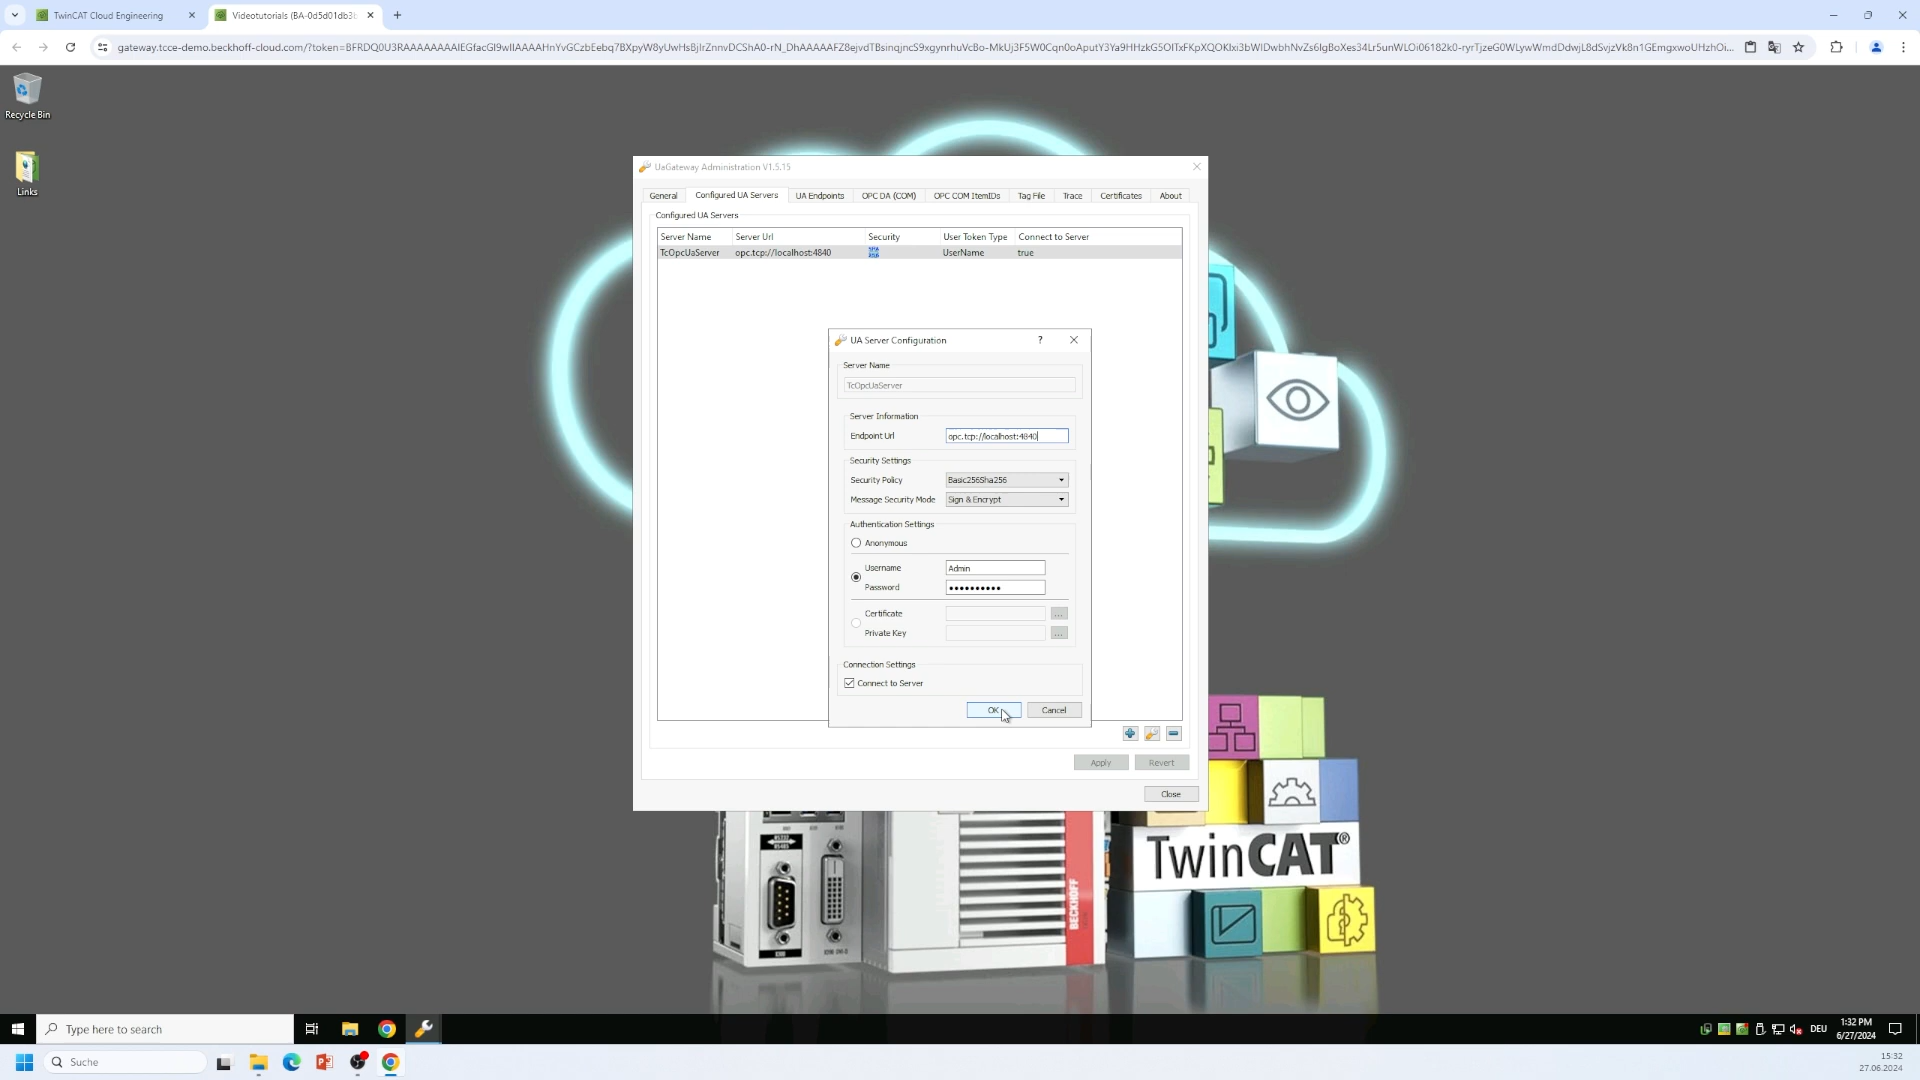 TwinCAT Cloud Engineering
Videotutorials (BA-0d5d01db3
Recycle Bin
Links
UaGateway Administration V1.5.15
General Configured UA Servers UA Endpoints OPC DA (COM) OPC COM ItemIDs Tag File Trace Certificates About
Configured UA Servers
Server Name Server Url Security User Token Type Connect to Server
TcOpcUaServer opc.tcp://localhost:4840 SHA 256 UserName true
UA Server Configuration ?
Server Name
TcOpcUaServer
Server Information
Endpoint Url opc.tcp://localhost:4840
Security Settings
Security Policy Basic256Sha256
Message Security Mode Sign & Encrypt
Authentication Settings
Anonymous
Username Admin
Password ••••••••••
Certificate ...
Private Key ...
Connection Settings
Connect to Server
OK Cancel
Apply Revert
Close
TwinCAT®
BECKHOFF
Type here to search
DEU
1:32 PM
6/27/2024
Suche
15:32
27.06.2024